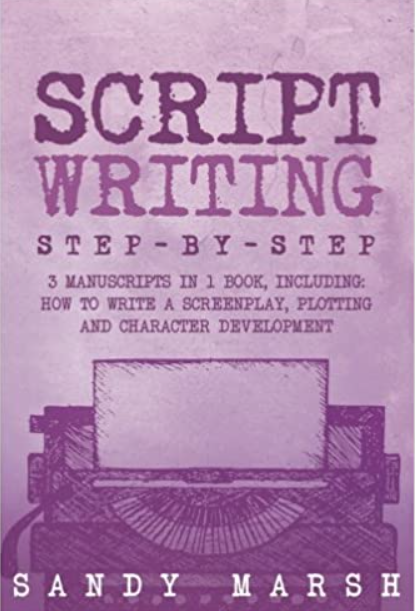 SCRIPT
WRITING
STEP-BY-STEP
3 MANUSCRIPTS IN 1 BOOK, INCLUDING:
HOW TO WRITE A SCREENPLAY, PLOTTING
AND CHARACTER DEVELOPMENT
SANDY MARSH